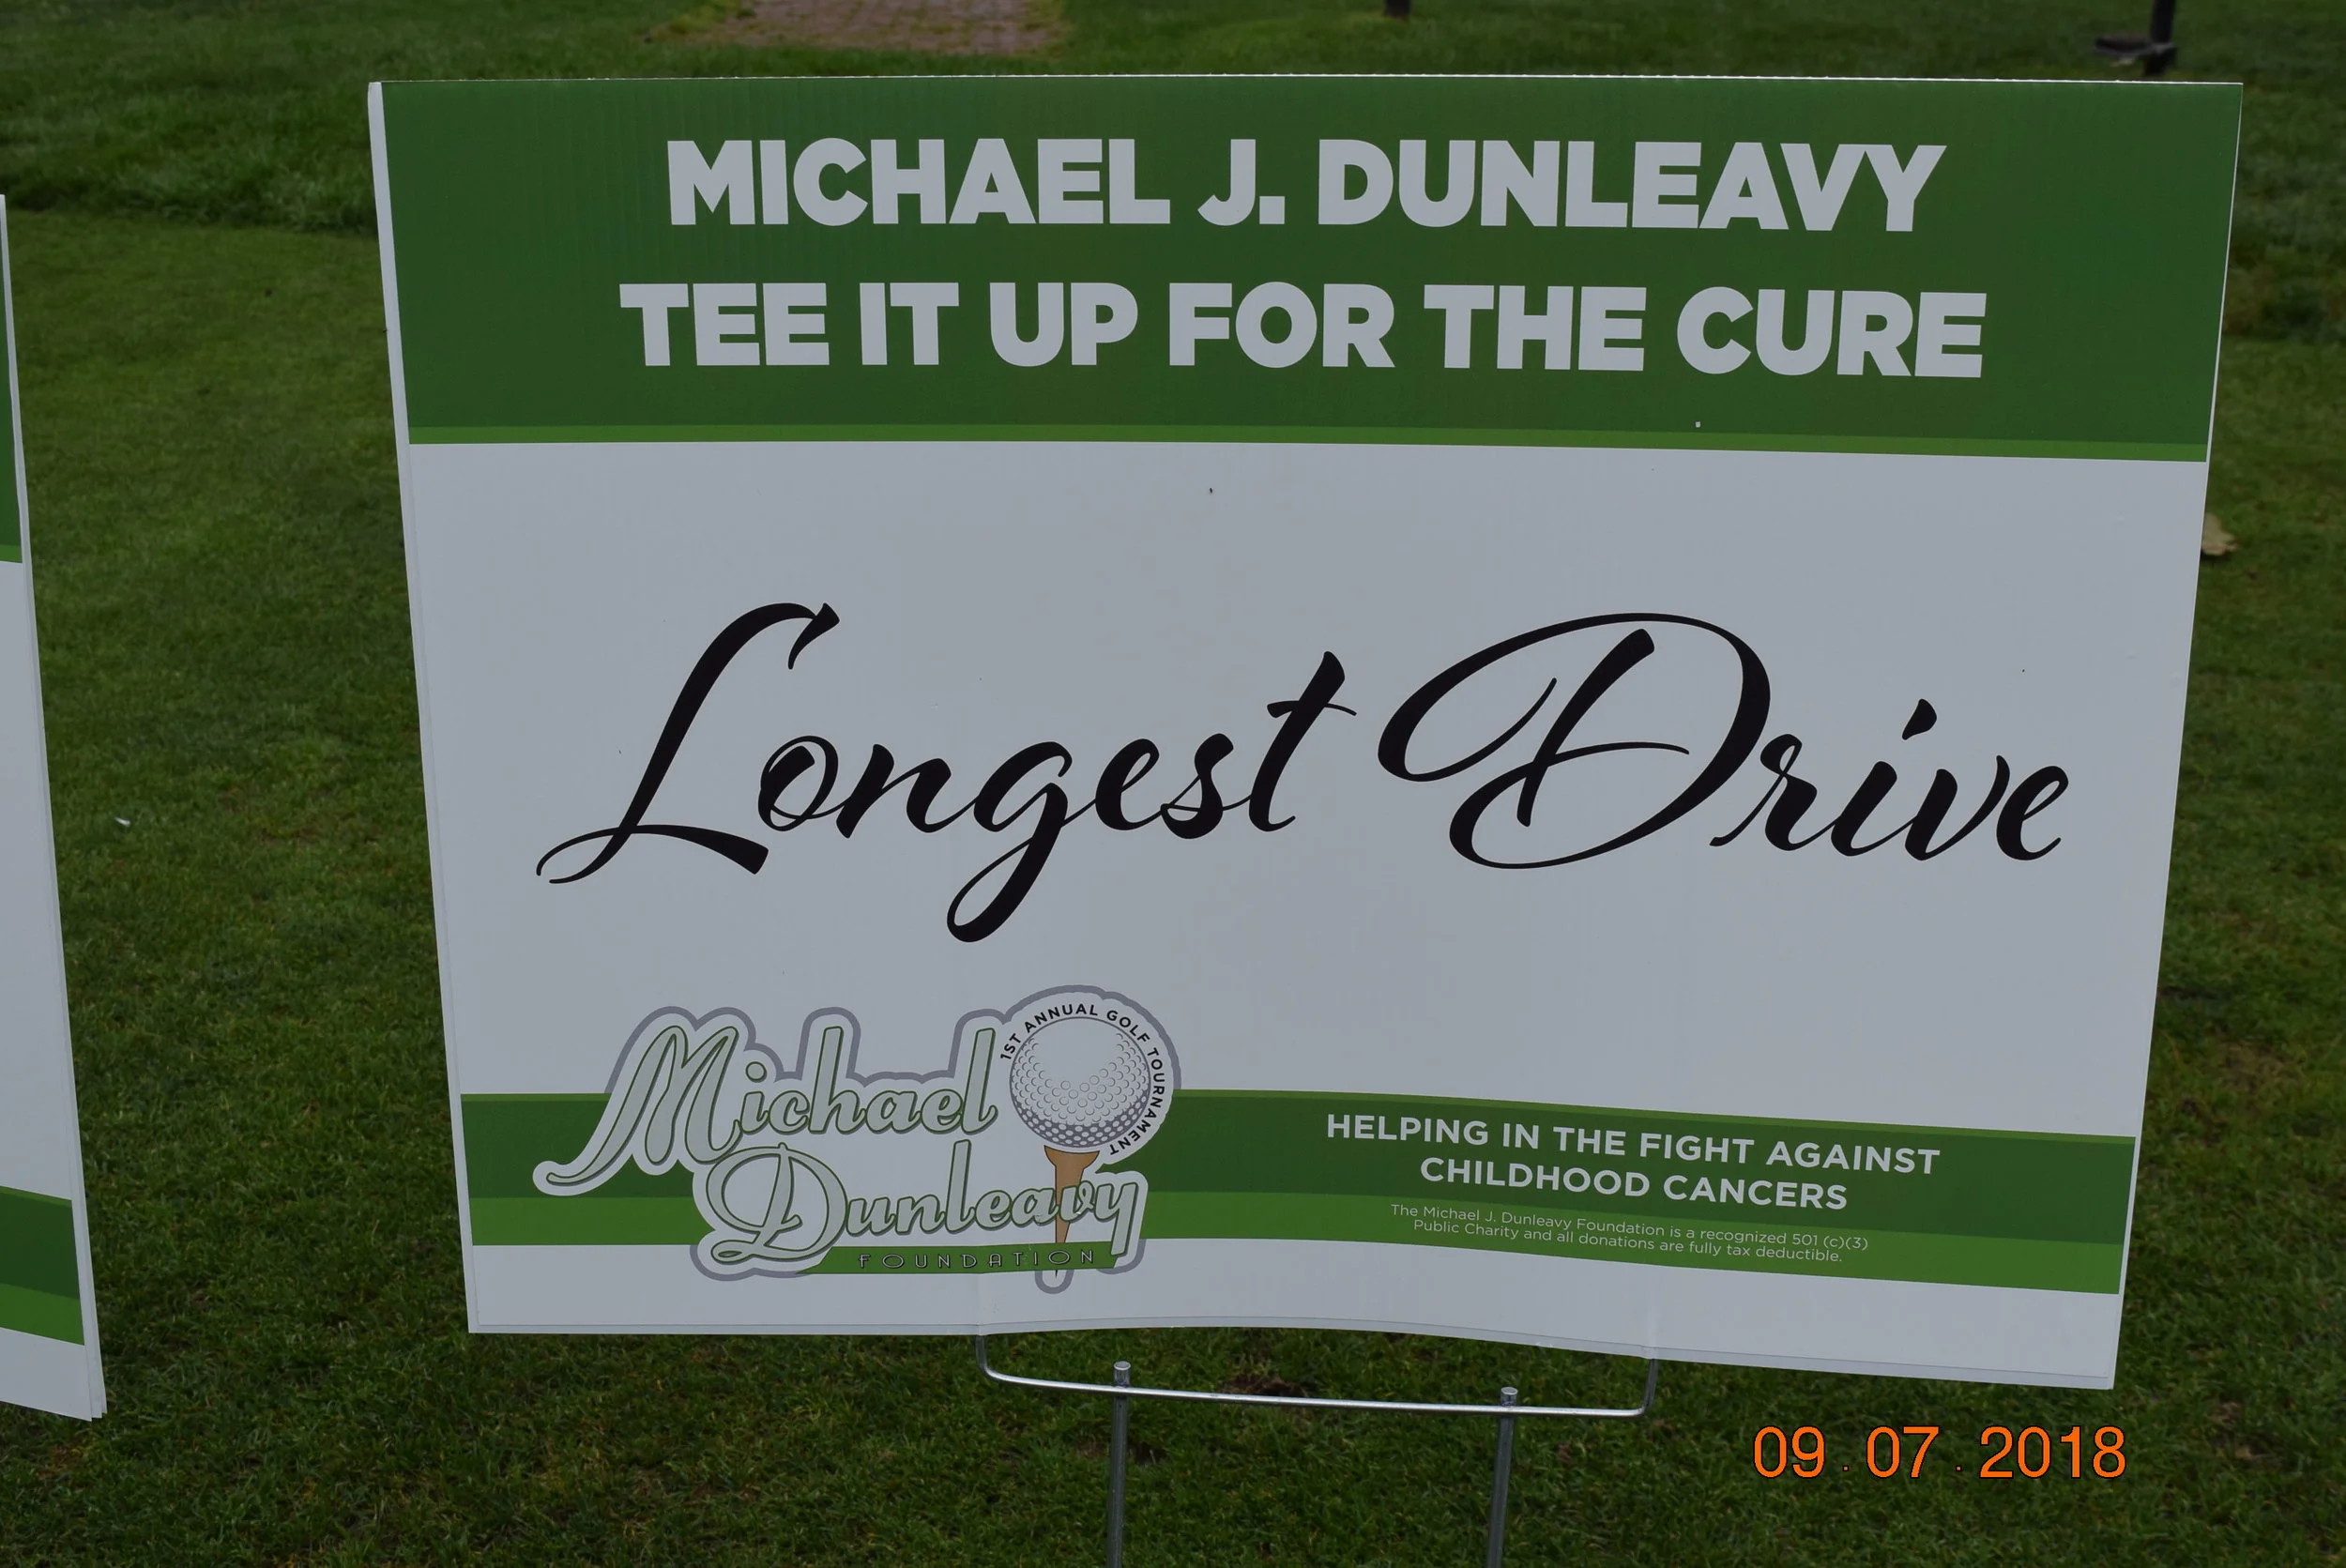 MICHAEL J. DUNLEAVY
TEE IT UP FOR THE CURE
Longest Drive
1ST ANNUAL GOLF TOURNAMENT
Michael
Dunleavy
FOUNDATION
HELPING IN THE FIGHT AGAINST
CHILDHOOD CANCERS
The Michael J. Dunleavy Foundation is a recognized 501 (c)(3)
Public Charity and all donations are fully tax deductible.
09.07.2018